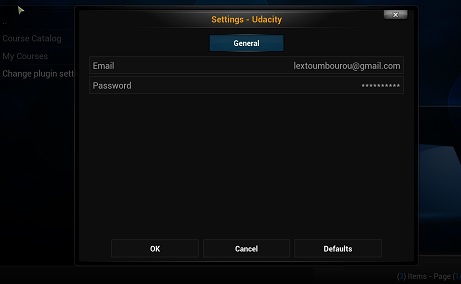 Settings - Udacity
General
..
Course Catalog
My Courses
Change plugin sett
Email lextoumbourou@gmail.com
Password **********
OK Cancel Defaults
(3) Items - Page (1